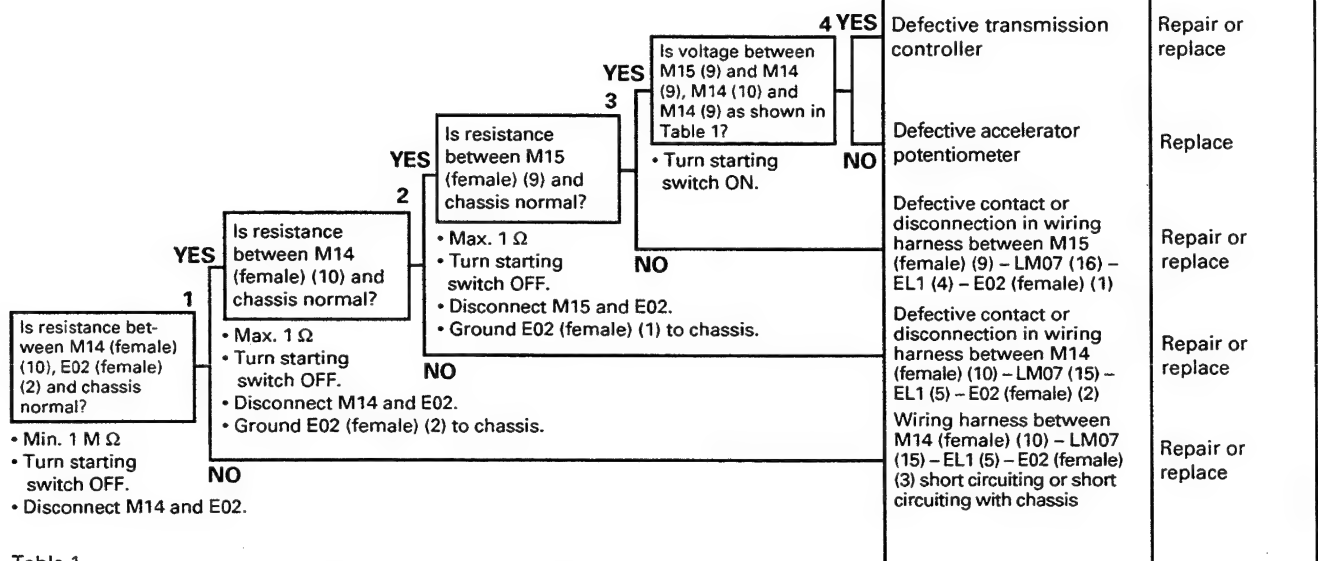 4 YES
Defective transmission
controller
Repair or
replace
Is voltage between
M15 (9) and M14
(9), M14 (10) and
M14 (9) as shown in
Table 1?
YES
3
• Turn starting
switch ON.
NO
Defective accelerator
potentiometer
Replace
Is resistance
between M15
(female) (9) and
chassis normal?
YES
2
• Max. 1 Ω
• Turn starting
switch OFF.
• Disconnect M15 and E02.
• Ground E02 (female) (1) to chassis.
NO
Defective contact or
disconnection in wiring
harness between M15
(female) (9) – LM07 (16) –
EL1 (4) – E02 (female) (1)
Repair or
replace
Is resistance
between M14
(female) (10) and
chassis normal?
YES
1
• Max. 1 Ω
• Turn starting
switch OFF.
• Disconnect M14 and E02.
• Ground E02 (female) (2) to chassis.
NO
Defective contact or
disconnection in wiring
harness between M14
(female) (10) – LM07 (15) –
EL1 (5) – E02 (female) (2)
Repair or
replace
Is resistance bet-
ween M14 (female)
(10), E02 (female)
(2) and chassis
normal?
• Min. 1 M Ω
• Turn starting
switch OFF.
• Disconnect M14 and E02.
NO
Wiring harness between
M14 (female) (10) – LM07
(15) – EL1 (5) – E02 (female)
(3) short circuiting or short
circuiting with chassis
Repair or
replace
Table 1